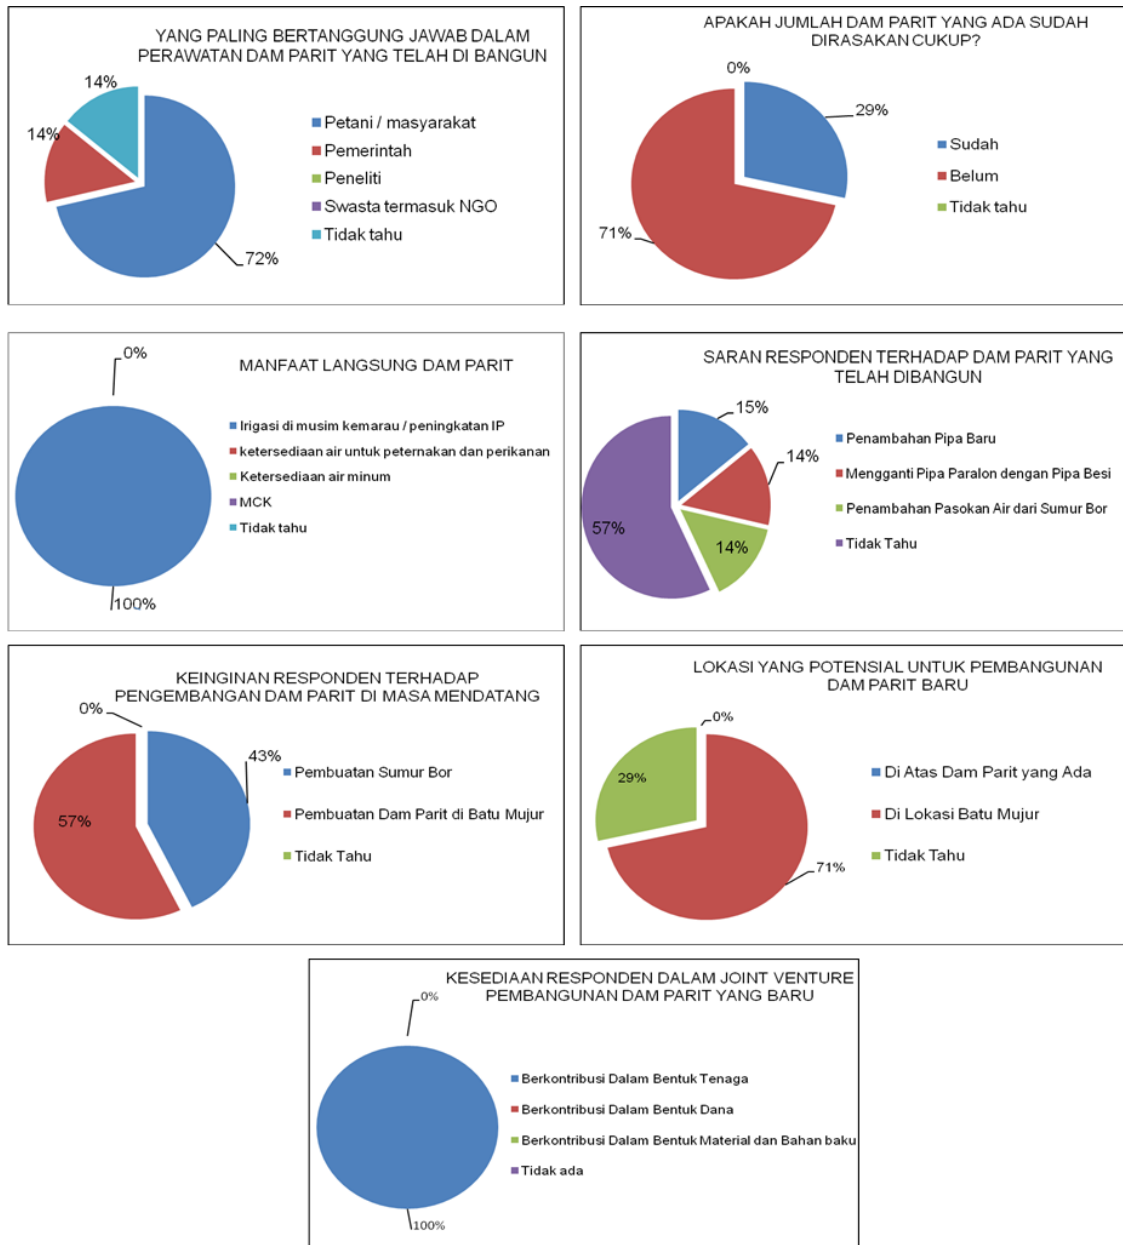 YANG PALING BERTANGGUNG JAWAB DALAM
PERAWATAN DAM PARIT YANG TELAH DI BANGUN
14%
14%
72%
Petani / masyarakat
Pemerintah
Peneliti
Swasta termasuk NGO
Tidak tahu
APAKAH JUMLAH DAM PARIT YANG ADA SUDAH
DIRASAKAN CUKUP?
0%
29%
71%
Sudah
Belum
Tidak tahu
MANFAAT LANGSUNG DAM PARIT
0%
100%
Irigasi di musim kemarau / peningkatan IP
ketersediaan air untuk peternakan dan perikanan
Ketersediaan air minum
MCK
Tidak tahu
SARAN RESPONDEN TERHADAP DAM PARIT YANG
TELAH DIBANGUN
15%
14%
14%
57%
Penambahan Pipa Baru
Mengganti Pipa Paralon dengan Pipa Besi
Penambahan Pasokan Air dari Sumur Bor
Tidak Tahu
KEINGINAN RESPONDEN TERHADAP
PENGEMBANGAN DAM PARIT DI MASA MENDATANG
0%
43%
57%
Pembuatan Sumur Bor
Pembuatan Dam Parit di Batu Mujur
Tidak Tahu
LOKASI YANG POTENSIAL UNTUK PEMBANGUNAN
DAM PARIT BARU
0%
29%
71%
Di Atas Dam Parit yang Ada
Di Lokasi Batu Mujur
Tidak Tahu
KESEDIAAN RESPONDEN DALAM JOINT VENTURE
PEMBANGUNAN DAM PARIT YANG BARU
0%
100%
Berkontribusi Dalam Bentuk Tenaga
Berkontribusi Dalam Bentuk Dana
Berkontribusi Dalam Bentuk Material dan Bahan baku
Tidak ada